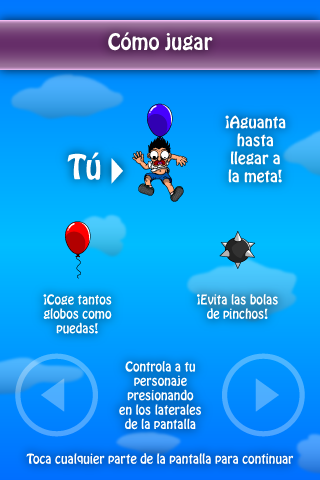 Cómo jugar
Tú
¡Aguanta
hasta
llegar a
la meta!
¡Coge tantos
globos como
puedas!
¡Evita las bolas
de pinchos!
Controla a tu
personaje
presionando
en los laterales
de la pantalla
Toca cualquier parte de la pantalla para continuar